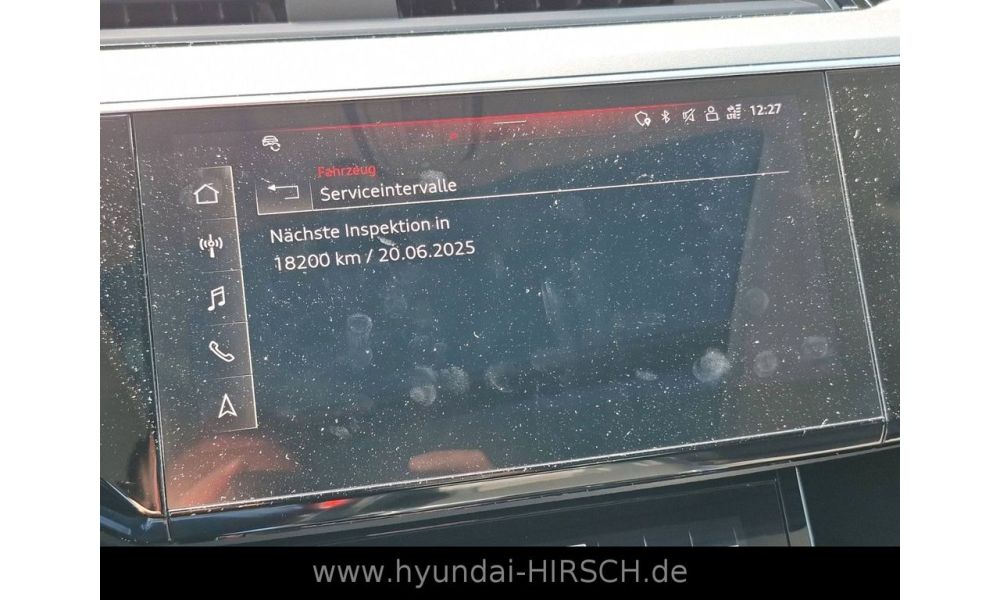 12:27
Fahrzeug
Serviceintervalle
Nächste Inspektion in
18200 km / 20.06.2025
www.hyundai-HIRSCH.de